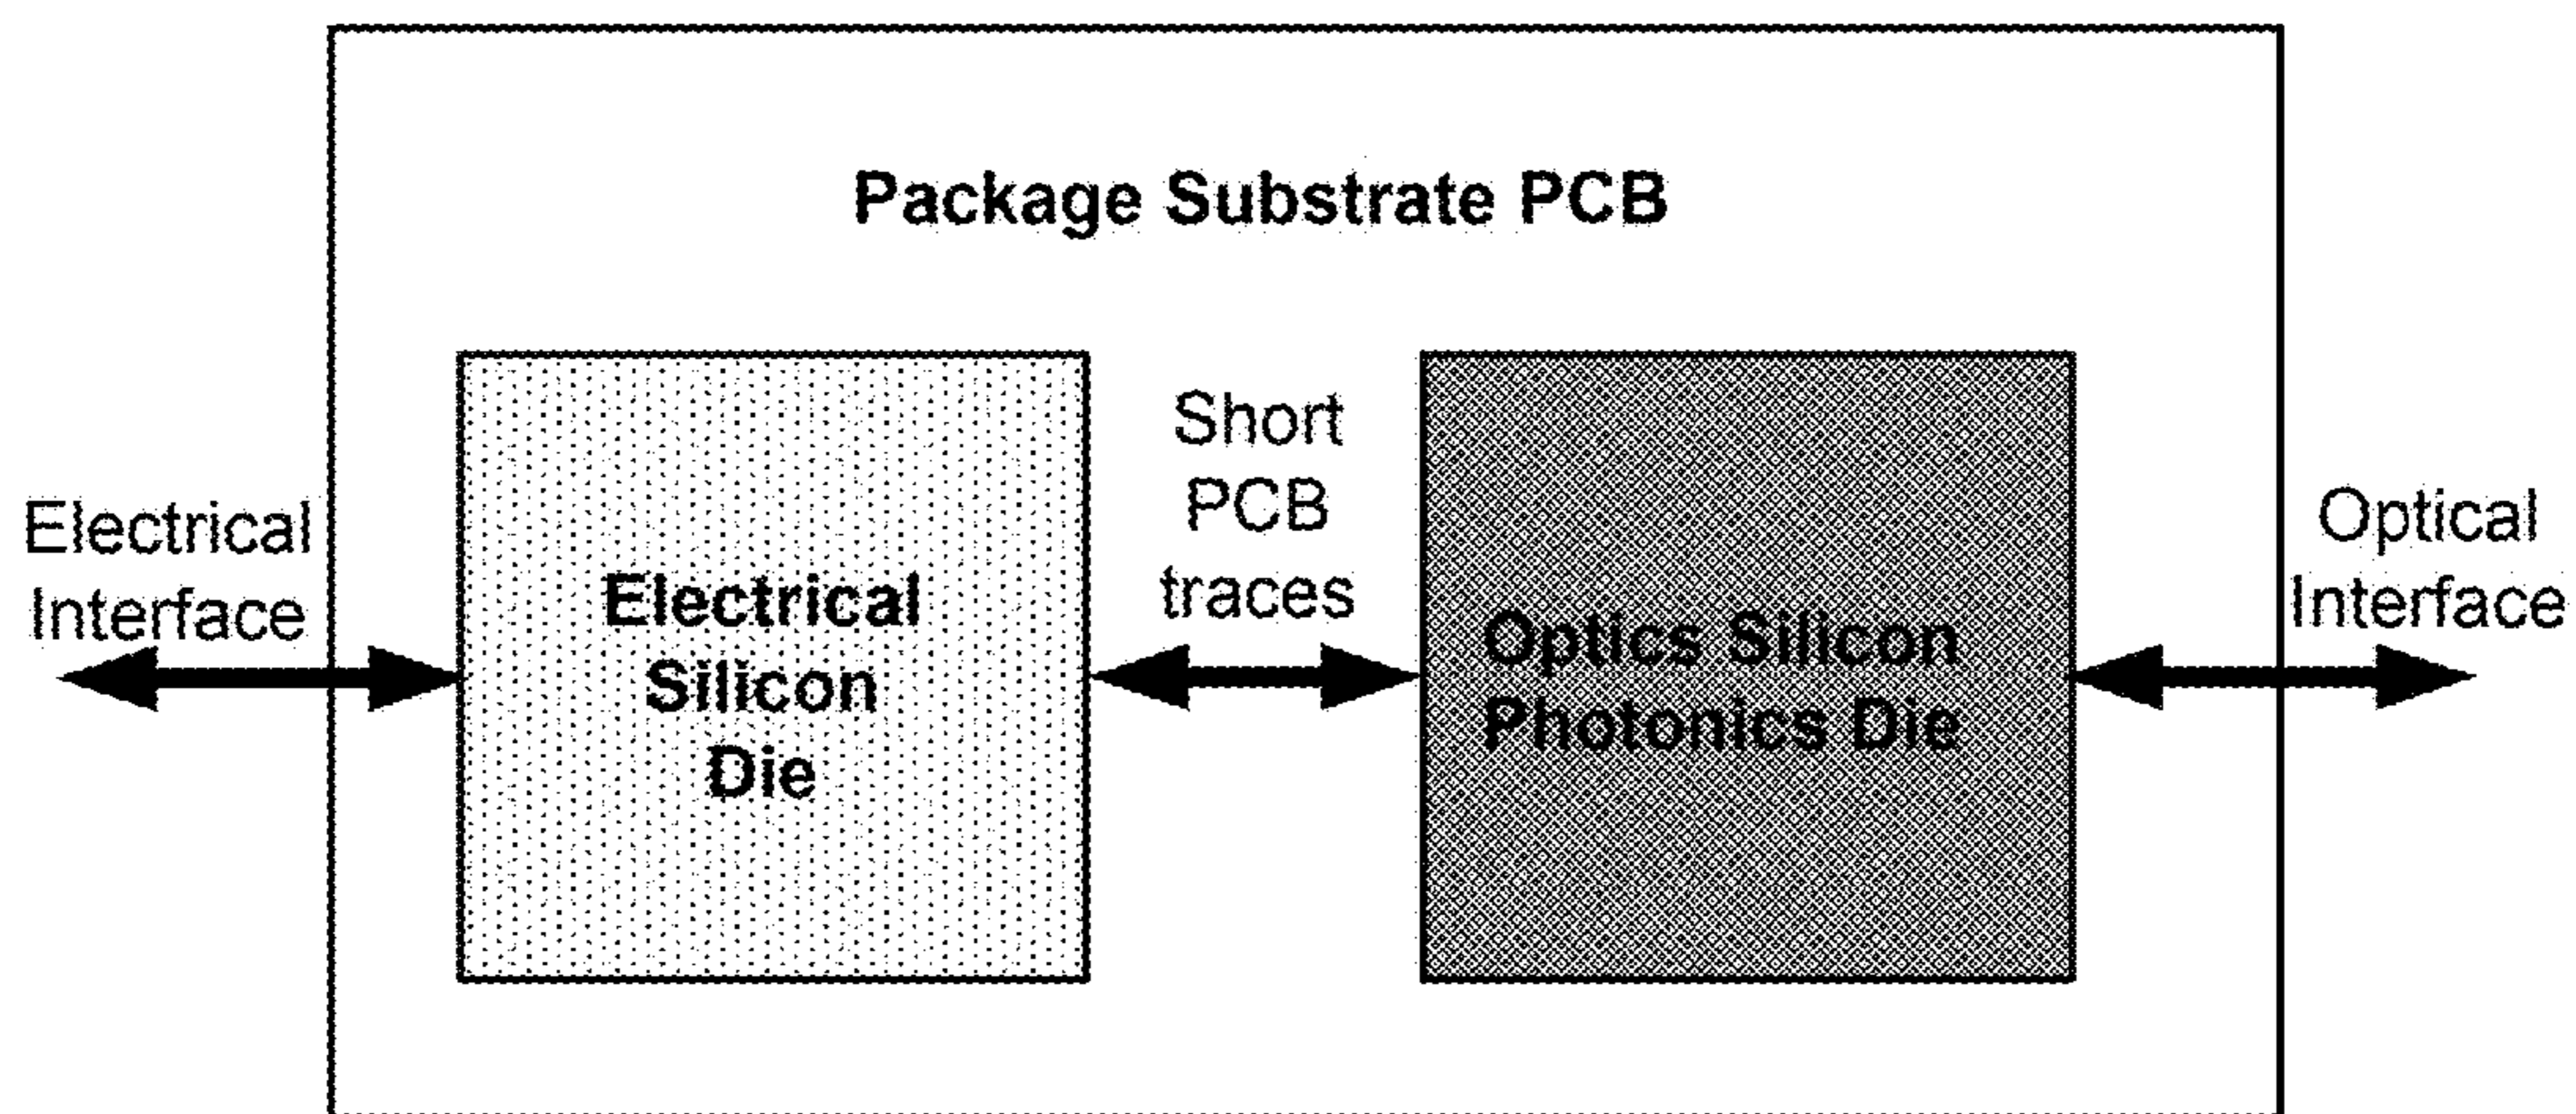 Package Substrate PCB
Electrical
Interface
Electrical
Silicon
Die
Short
PCB
traces
Optics Silicon
Photonics Die
Optical
Interface